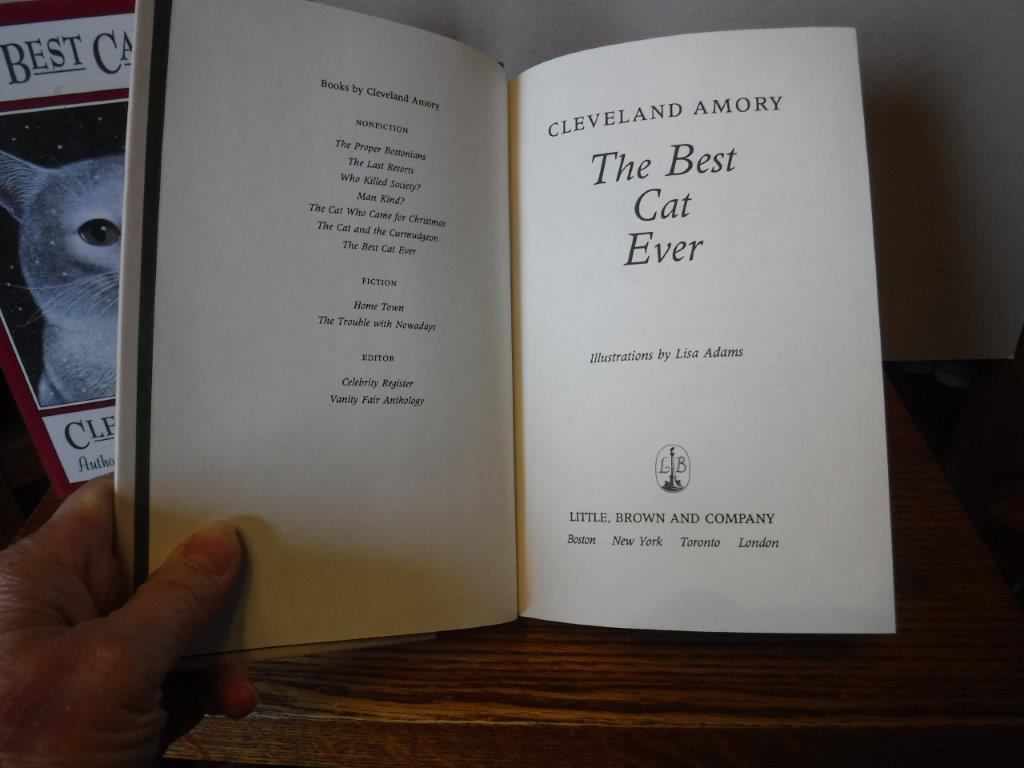 BEST CA
CLE
Autho
Books by Cleveland Amory
NONFICTION
The Proper Bostonians
The Last Resorts
Who Killed Society?
Man Kind?
The Cat Who Came for Christmas
The Cat and the Curmudgeon
The Best Cat Ever
FICTION
Home Town
The Trouble with Nowadays
EDITOR
Celebrity Register
Vanity Fair Anthology
CLEVELAND AMORY
The Best
Cat
Ever
Illustrations by Lisa Adams
L B
LITTLE, BROWN AND COMPANY
Boston New York Toronto London